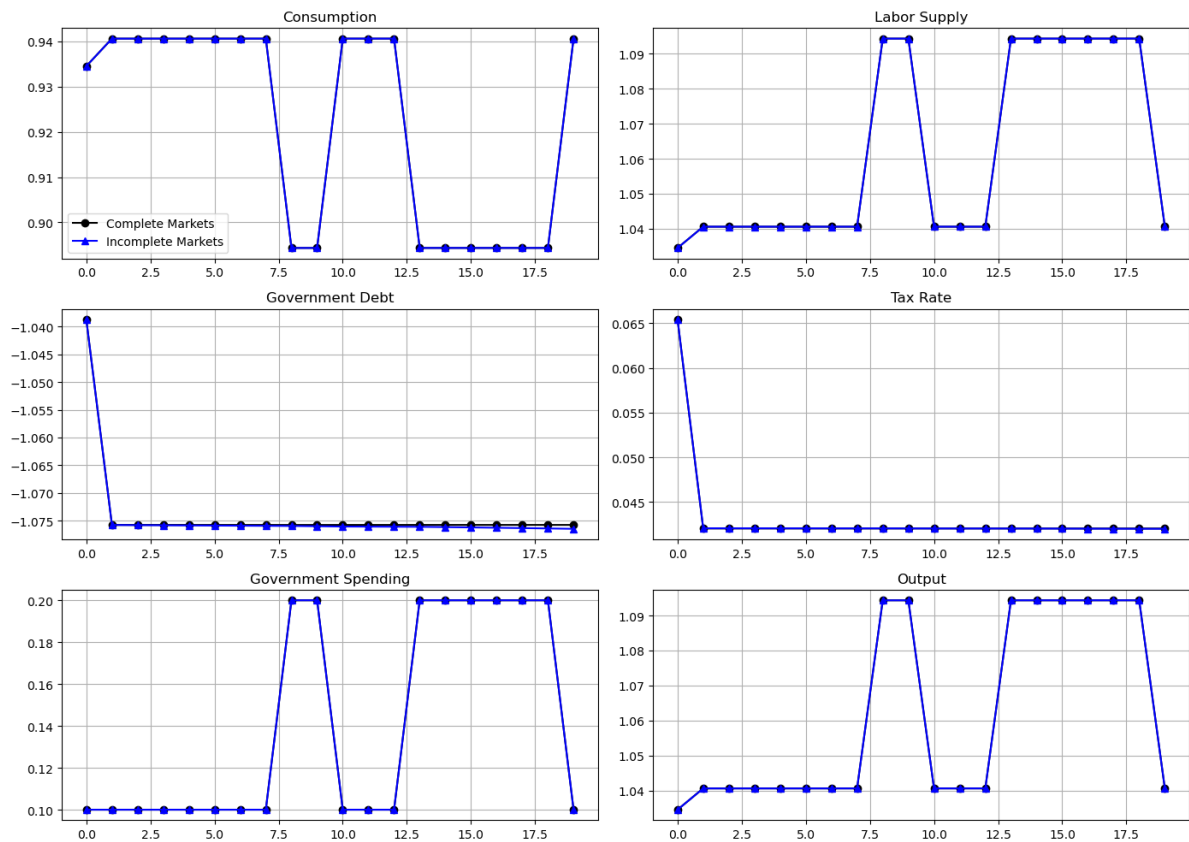 Consumption
0.94
0.93
0.92
0.91
0.90
Complete Markets
Incomplete Markets
0.0 2.5 5.0 7.5 10.0 12.5 15.0 17.5
Labor Supply
1.09
1.08
1.07
1.06
1.05
1.04
0.0 2.5 5.0 7.5 10.0 12.5 15.0 17.5
Government Debt
−1.040
−1.045
−1.050
−1.055
−1.060
−1.065
−1.070
−1.075
0.0 2.5 5.0 7.5 10.0 12.5 15.0 17.5
Tax Rate
0.065
0.060
0.055
0.050
0.045
0.0 2.5 5.0 7.5 10.0 12.5 15.0 17.5
Government Spending
0.20
0.18
0.16
0.14
0.12
0.10
0.0 2.5 5.0 7.5 10.0 12.5 15.0 17.5
Output
1.09
1.08
1.07
1.06
1.05
1.04
0.0 2.5 5.0 7.5 10.0 12.5 15.0 17.5